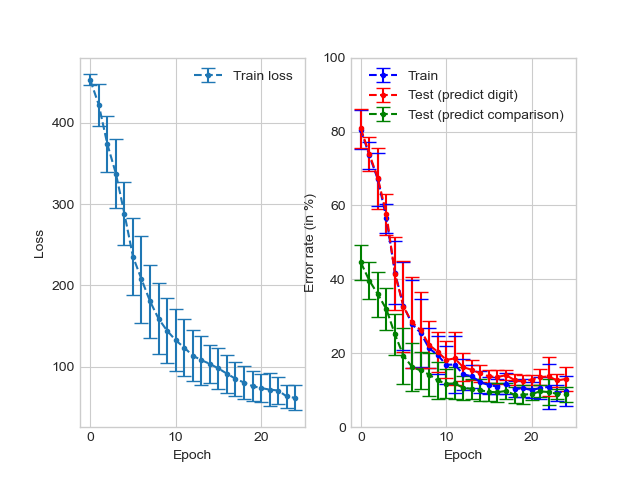 Train loss
400
300
200
100
0
10
20
Loss
Epoch
Train
Test (predict digit)
Test (predict comparison)
100
80
60
40
20
0
0
10
20
Error rate (in %)
Epoch